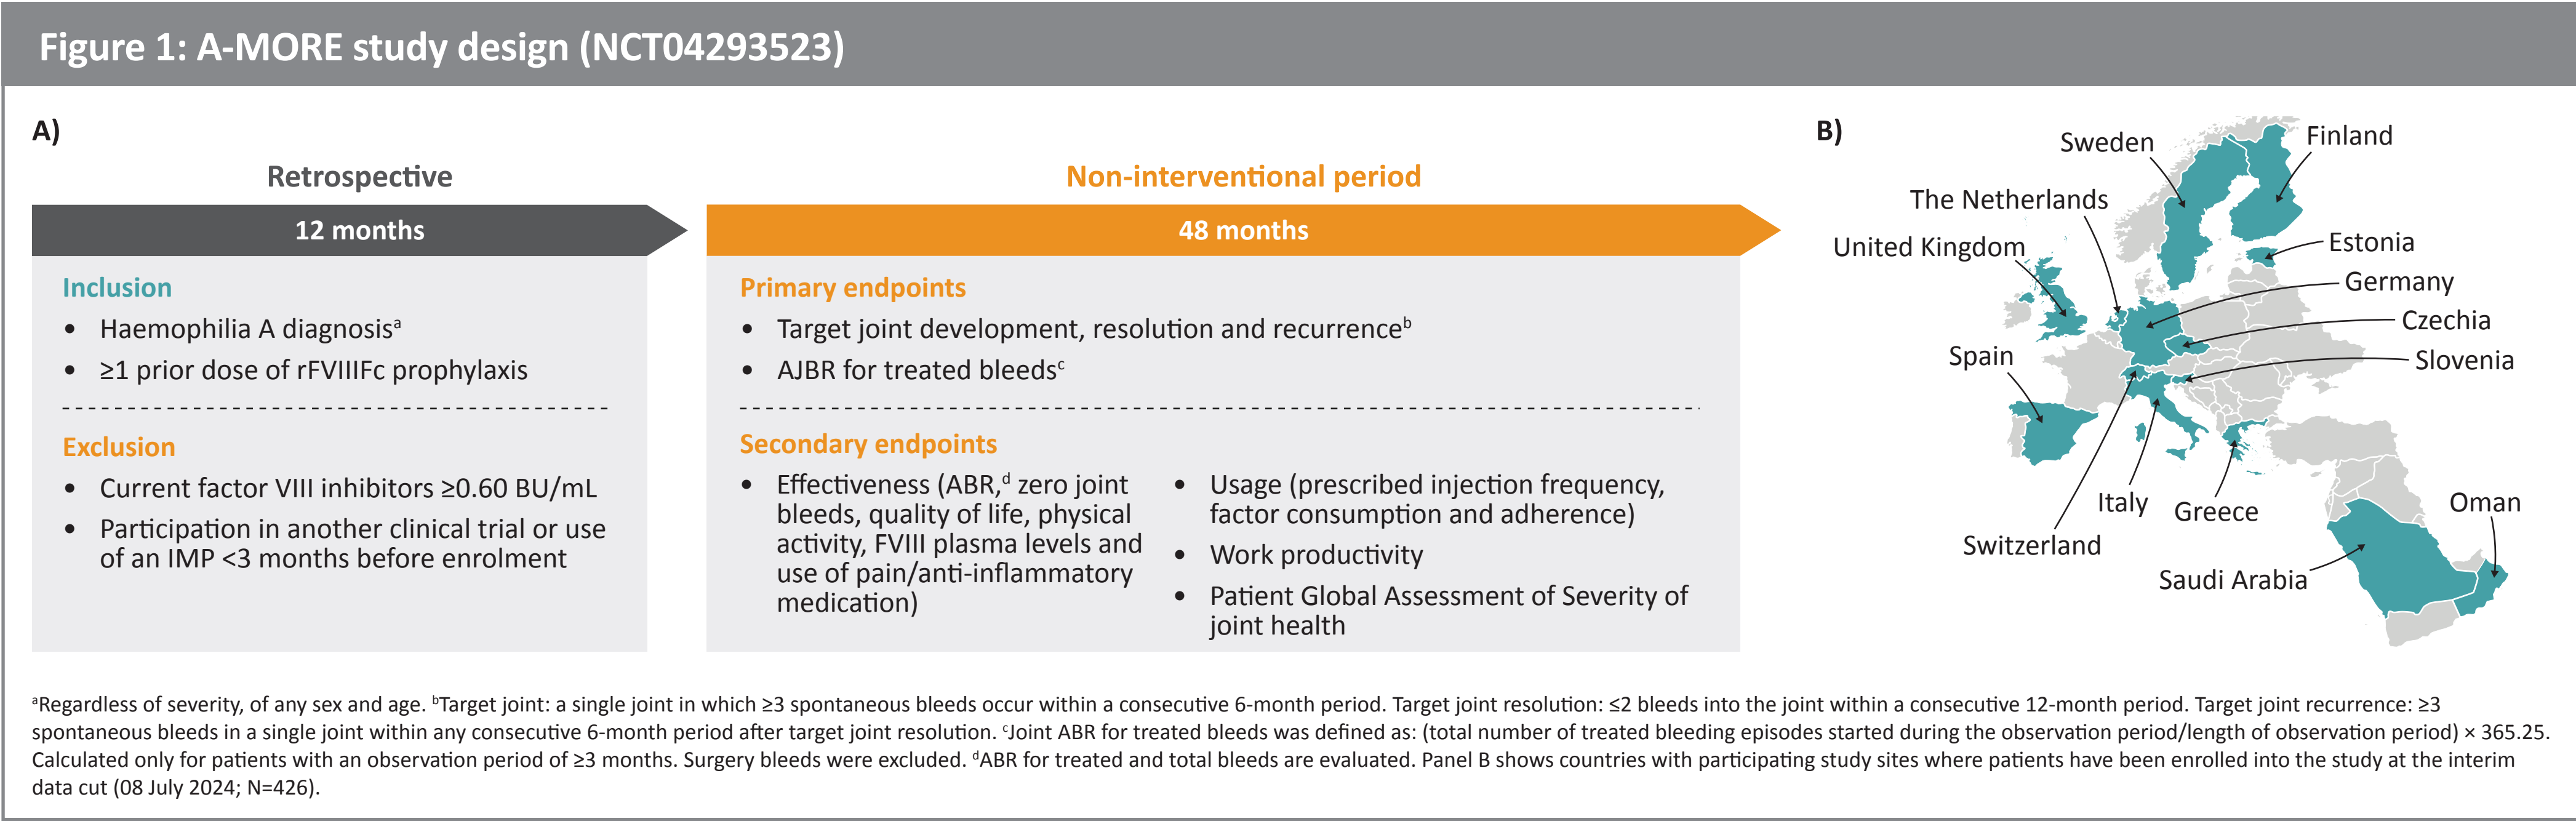 Figure 1: A-MORE study design (NCT04293523)
A)
Retrospective
12 months
Inclusion
• Haemophilia A diagnosisᵃ
• ≥1 prior dose of rFVIIIFc prophylaxis
Exclusion
• Current factor VIII inhibitors ≥0.60 BU/mL
• Participation in another clinical trial or use
of an IMP <3 months before enrolment
Non-interventional period
48 months
Primary endpoints
• Target joint development, resolution and recurrenceᵇ
• AJBR for treated bleedsᶜ
Secondary endpoints
• Effectiveness (ABR,ᵈ zero joint
bleeds, quality of life, physical
activity, FVIII plasma levels and
use of pain/anti-inflammatory
medication)
• Usage (prescribed injection frequency,
factor consumption and adherence)
• Work productivity
• Patient Global Assessment of Severity of
joint health
B)
Sweden
Finland
The Netherlands
United Kingdom
Estonia
Germany
Czechia
Spain
Slovenia
Italy
Greece
Oman
Switzerland
Saudi Arabia
ᵃRegardless of severity, of any sex and age. ᵇTarget joint: a single joint in which ≥3 spontaneous bleeds occur within a consecutive 6-month period. Target joint resolution: ≤2 bleeds into the joint within a consecutive 12-month period. Target joint recurrence: ≥3
spontaneous bleeds in a single joint within any consecutive 6-month period after target joint resolution. ᶜJoint ABR for treated bleeds was defined as: (total number of treated bleeding episodes started during the observation period/length of observation period) × 365.25.
Calculated only for patients with an observation period of ≥3 months. Surgery bleeds were excluded. ᵈABR for treated and total bleeds are evaluated. Panel B shows countries with participating study sites where patients have been enrolled into the study at the interim
data cut (08 July 2024; N=426).